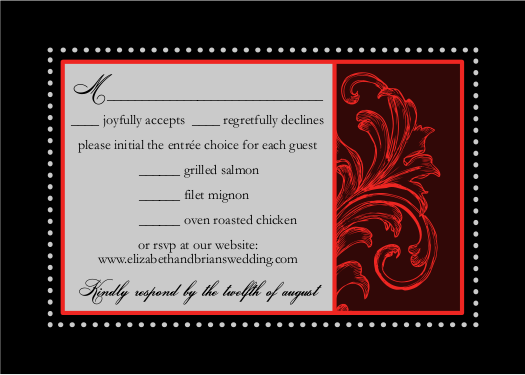 M______________________________
____ joyfully accepts ____ regretfully declines
please initial the entrée choice for each guest
______ grilled salmon
______ filet mignon
______ oven roasted chicken
or rsvp at our website:
www.elizabethandbrianswedding.com
Kindly respond by the twelfth of august